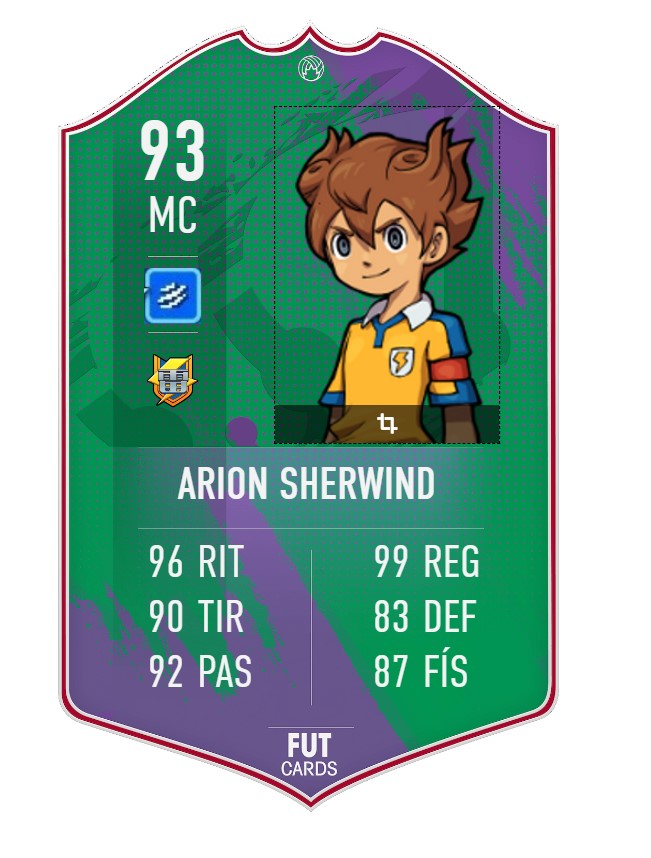 93
MC
ARION SHERWIND
96 RIT
90 TIR
92 PAS
99 REG
83 DEF
87 FÍS
FUT
CARDS